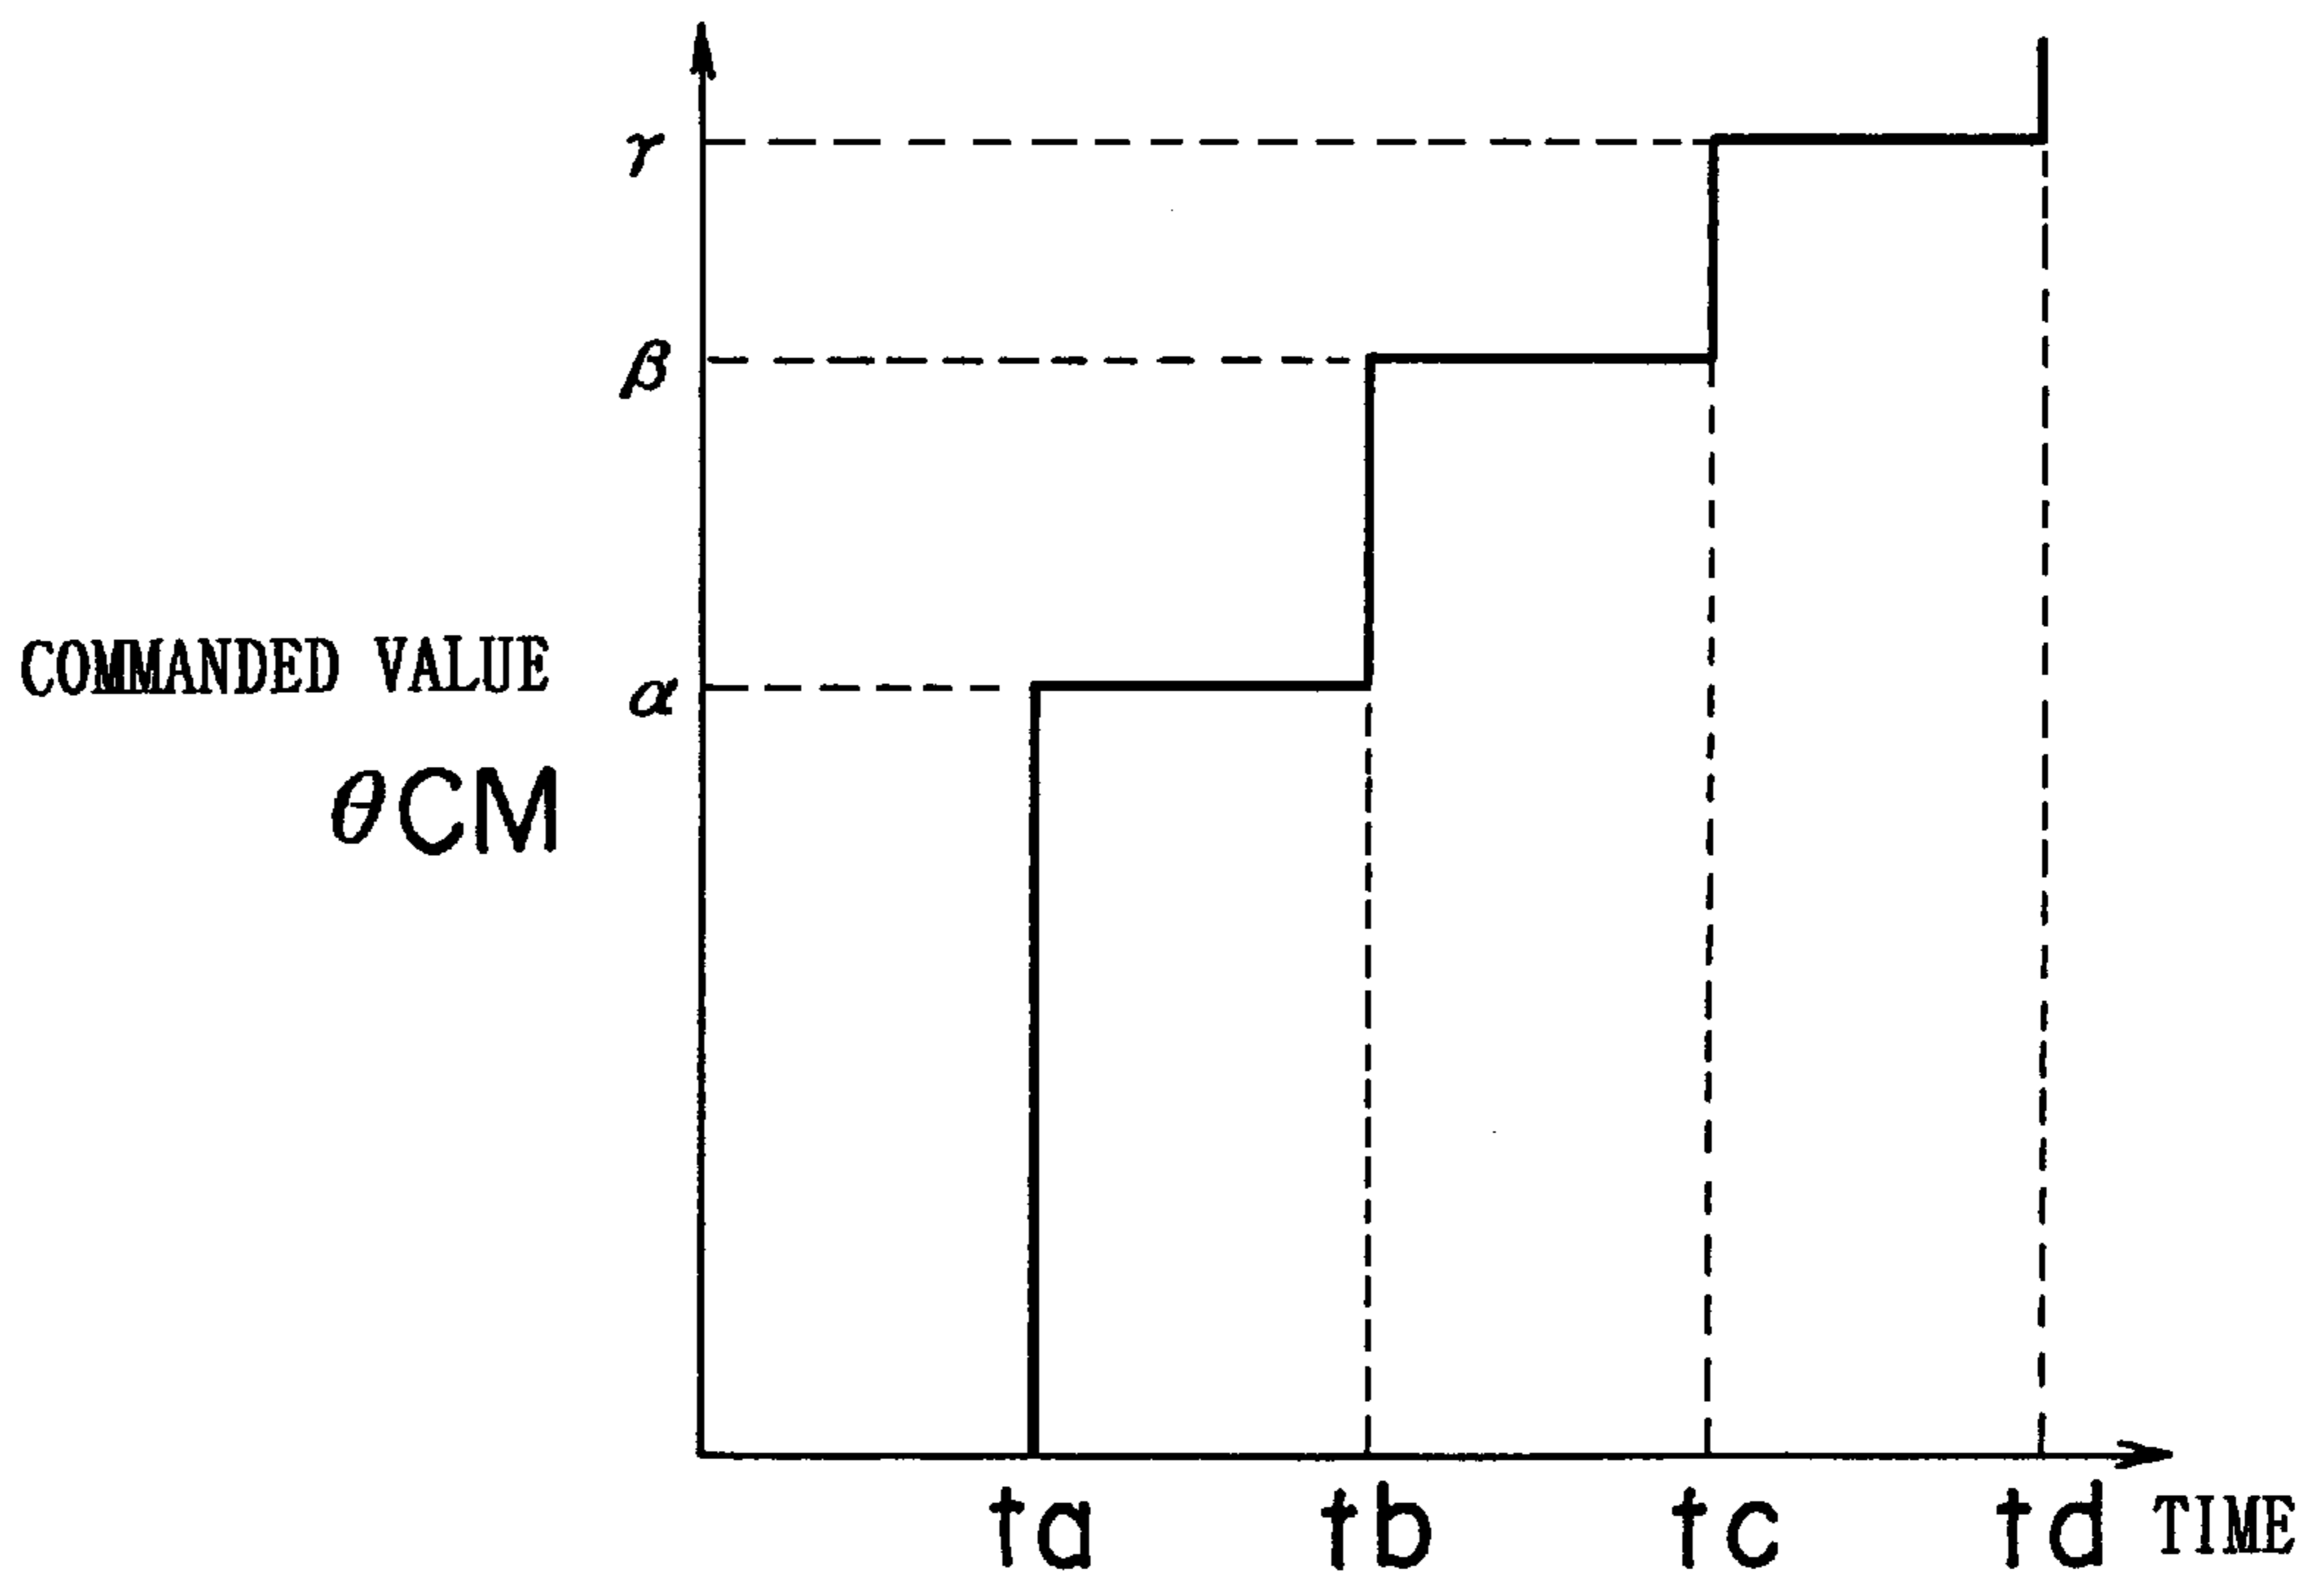 γ
β
COMMANDED VALUE
α
θCM
ta tb tc td TIME